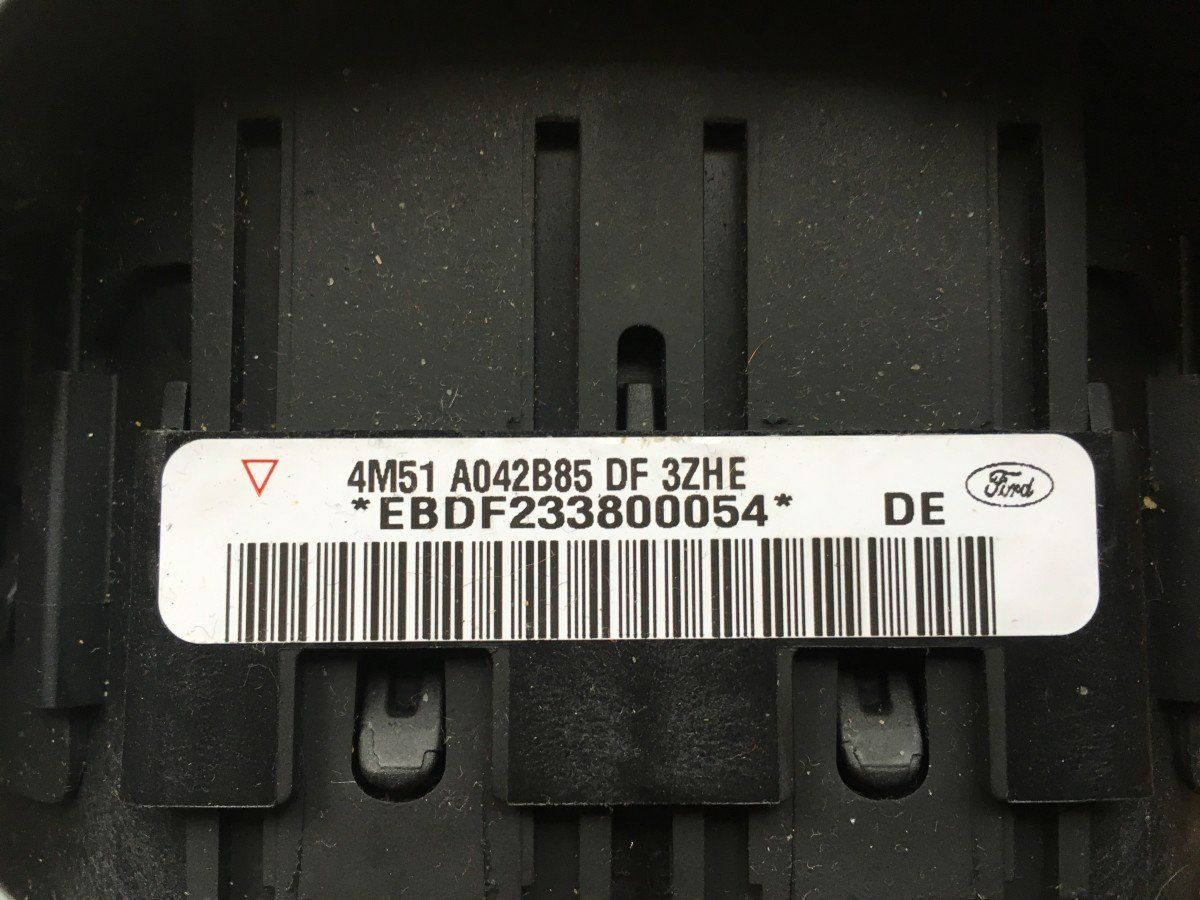 4M51 A042B85 DF 3ZHE
*EBDF233800054* DE
Ford